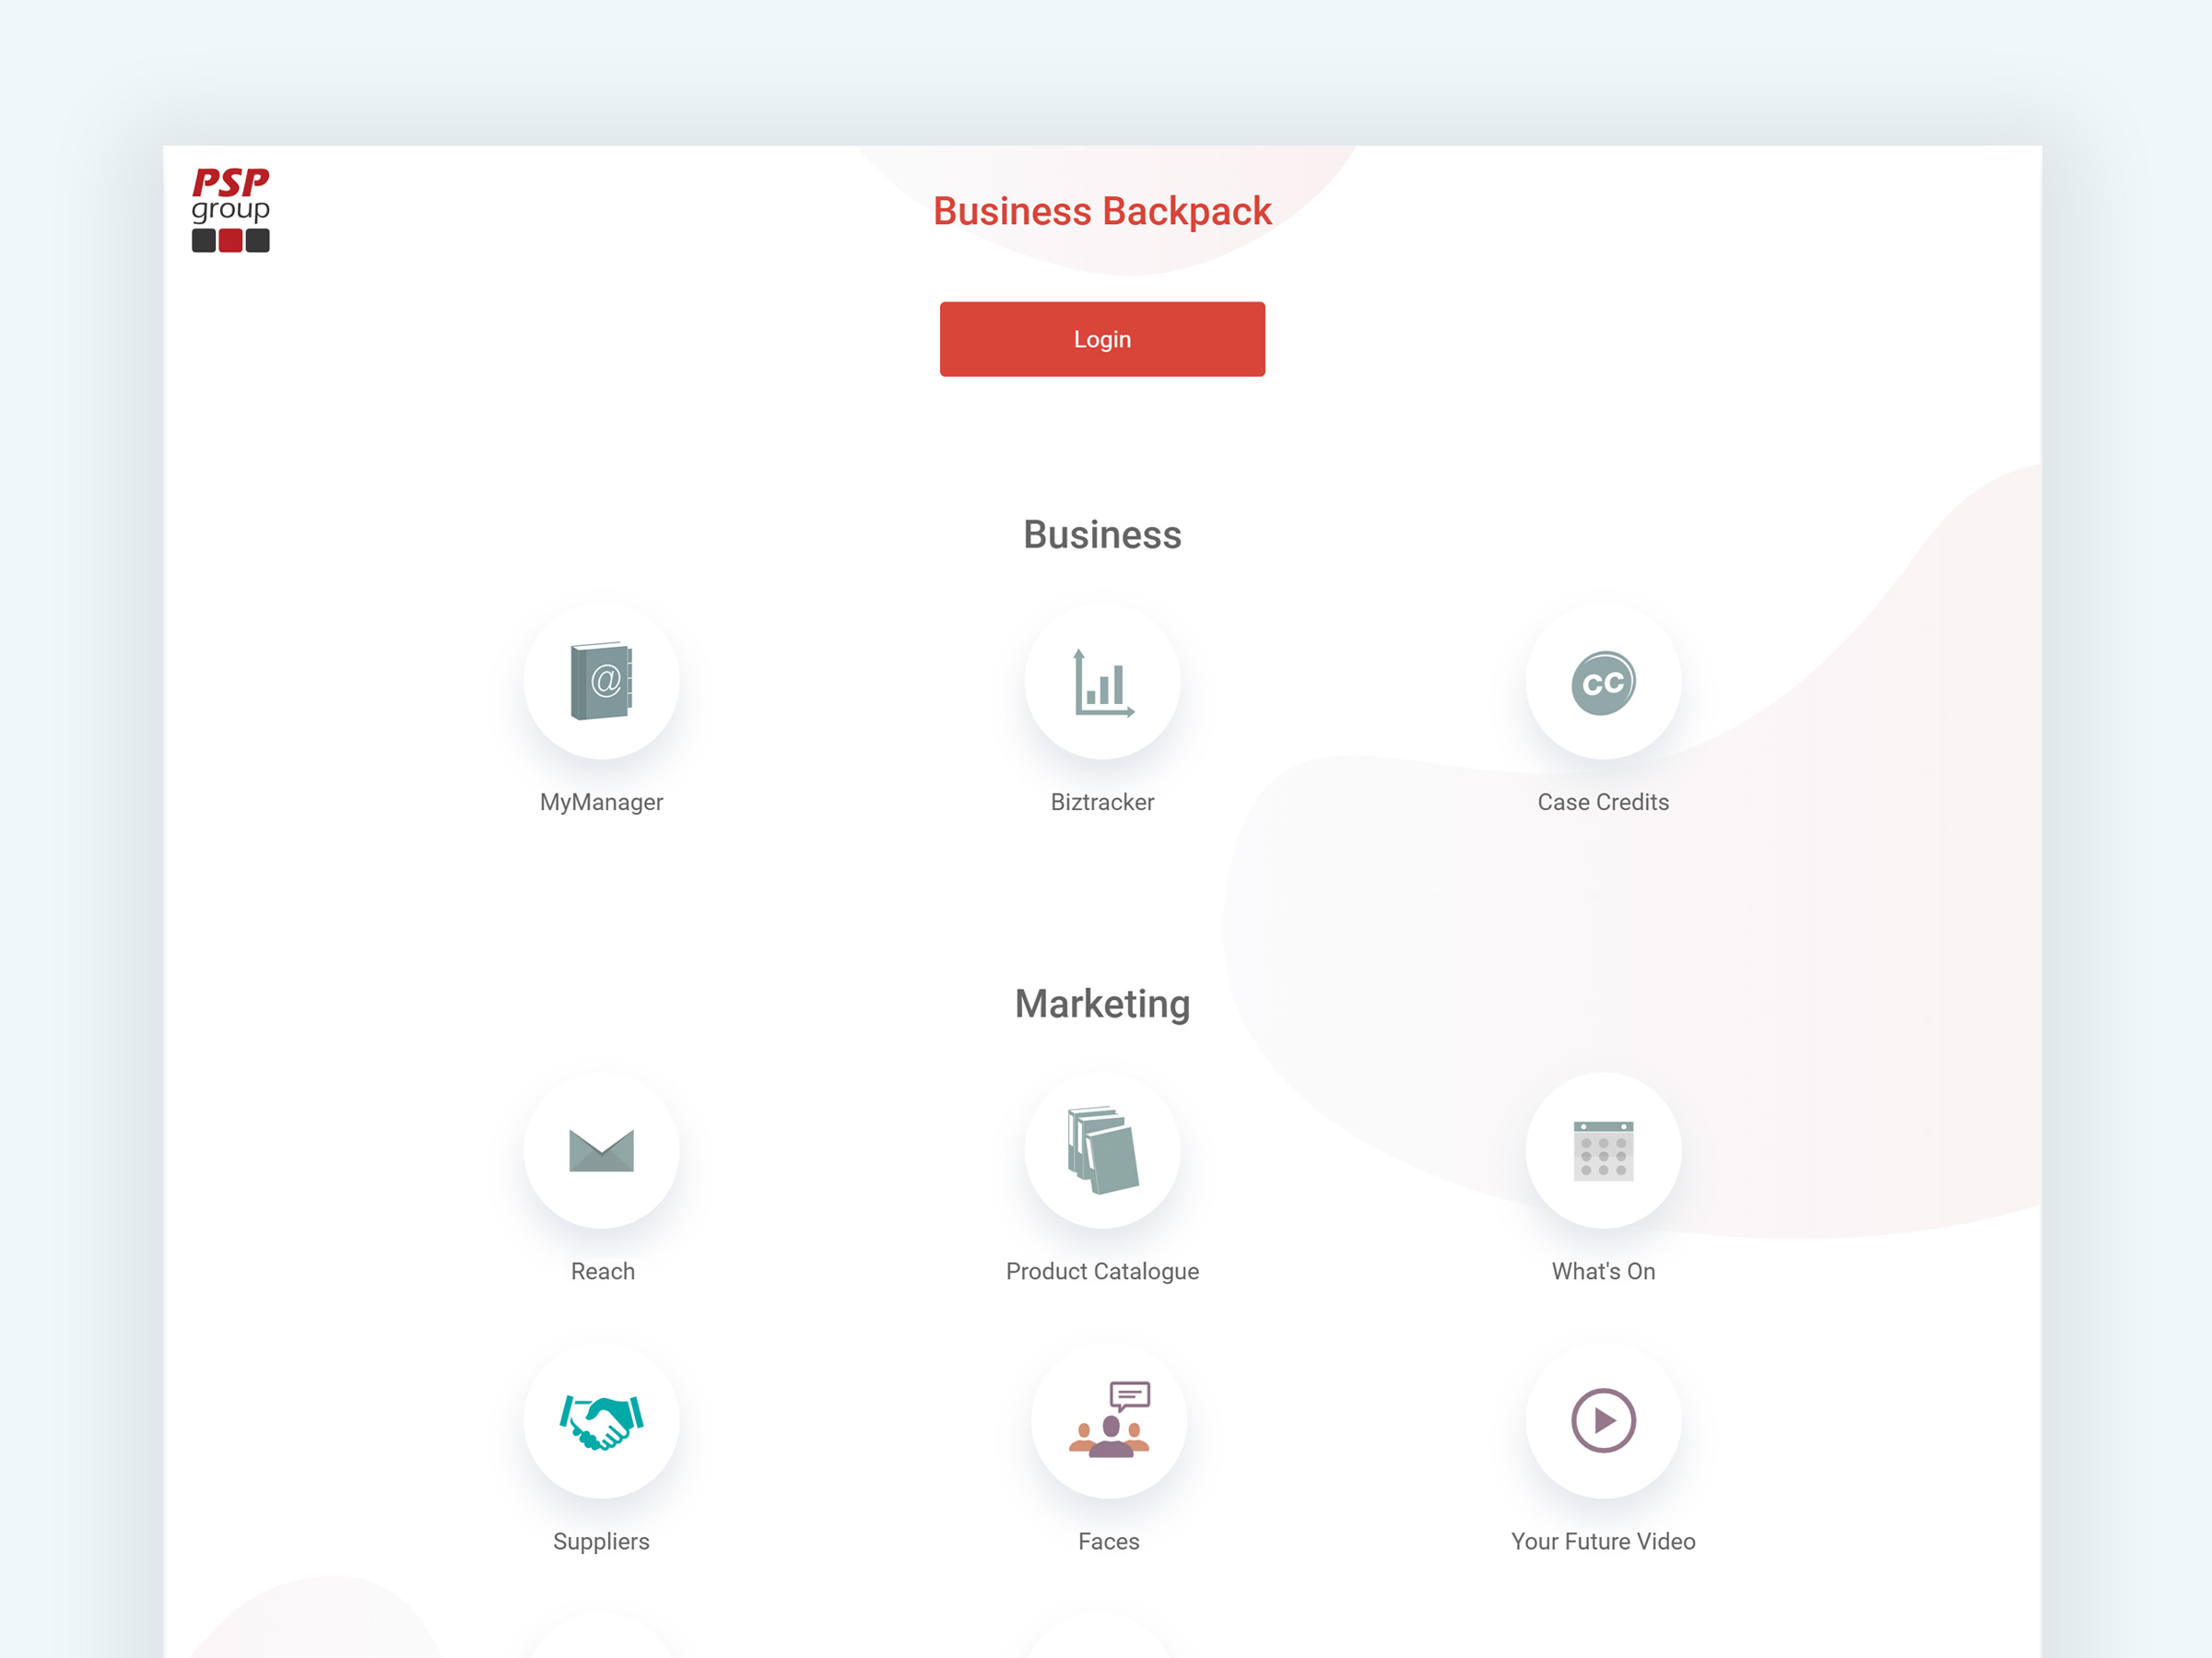 PSP
group
Business Backpack
Login
Business
@
CC
MyManager
Biztracker
Case Credits
Marketing
Reach
Product Catalogue
What's On
Suppliers
Faces
Your Future Video